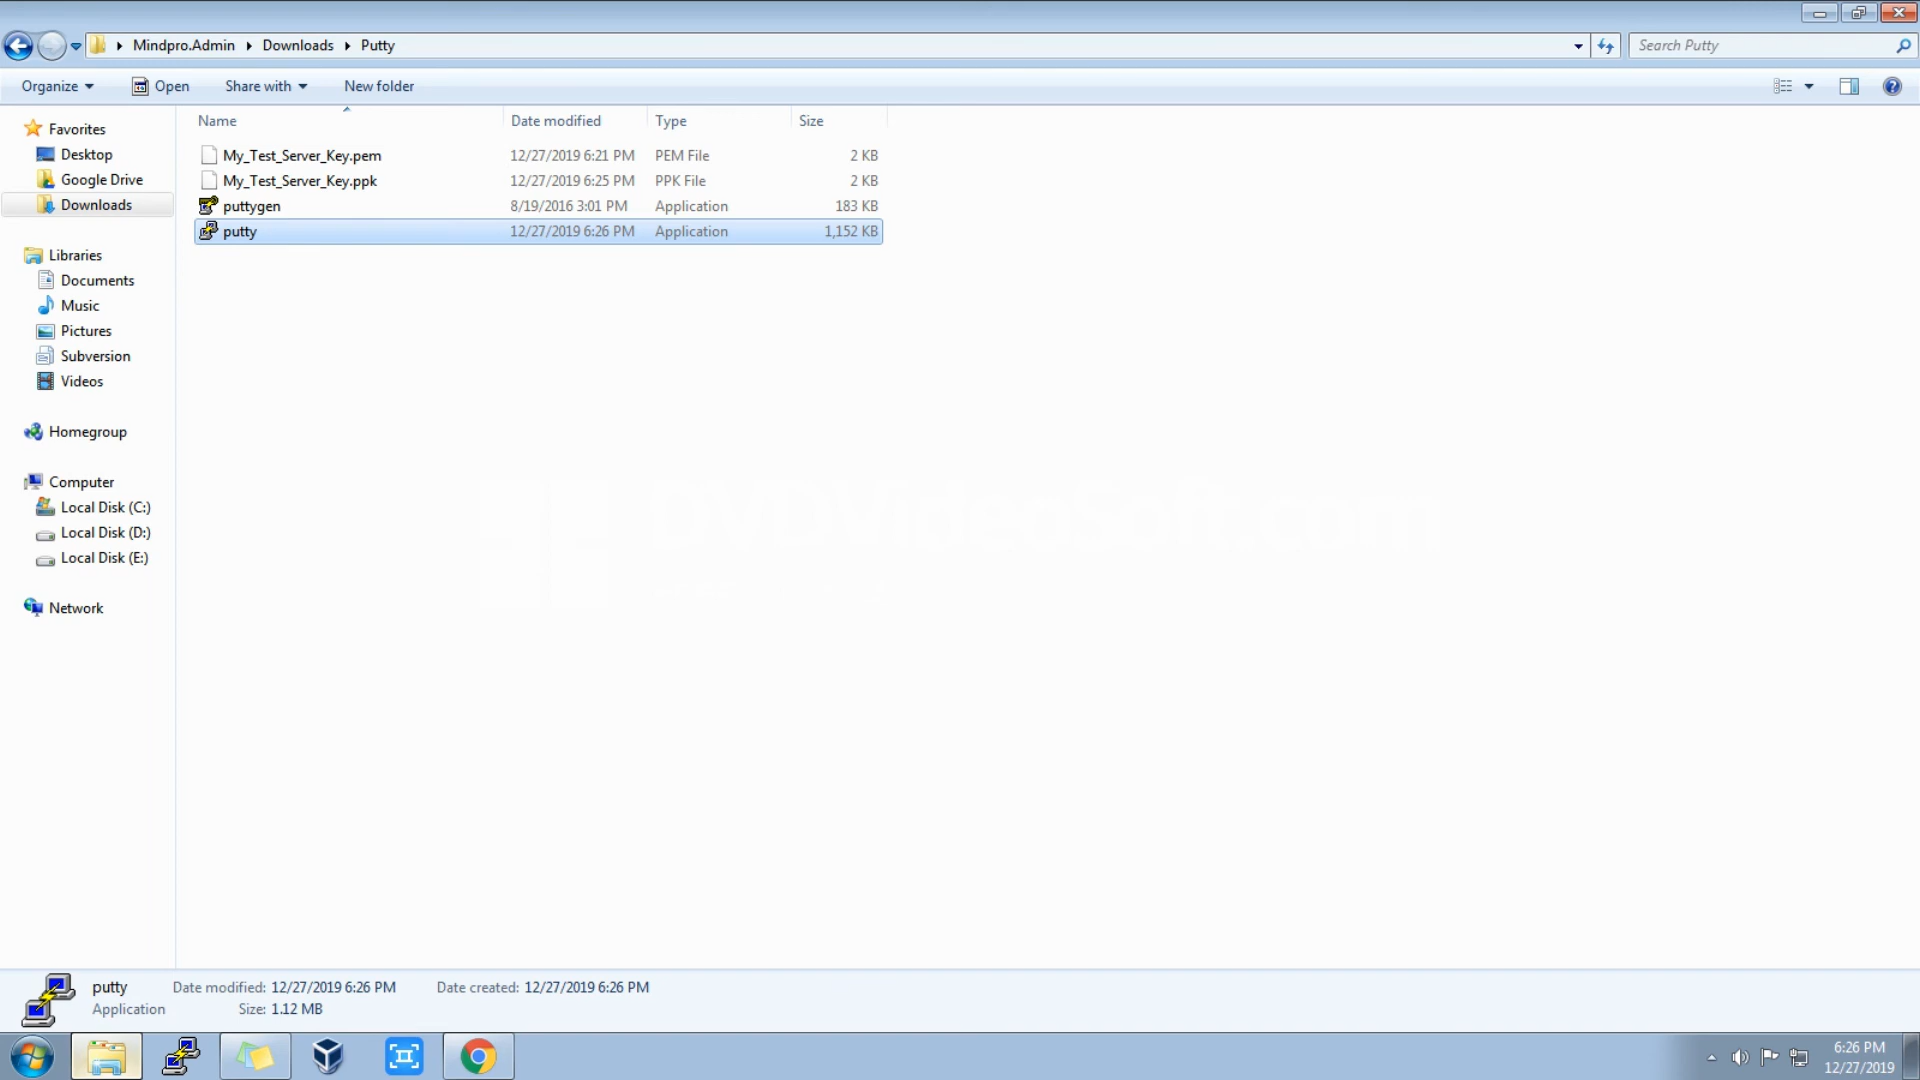 Mindpro.Admin Downloads Putty
Search Putty
Organize Open Share with New folder
Name Date modified Type Size
Favorites
Desktop
Google Drive
Downloads
Libraries
Documents
Music
Pictures
Subversion
Videos
Homegroup
Computer
Local Disk (C:)
Local Disk (D:)
Local Disk (E:)
Network
My_Test_Server_Key.pem 12/27/2019 6:21 PM PEM File 2 KB
My_Test_Server_Key.ppk 12/27/2019 6:25 PM PPK File 2 KB
puttygen 8/19/2016 3:01 PM Application 183 KB
putty 12/27/2019 6:26 PM Application 1,152 KB
VideoSoft.com
putty Date modified: 12/27/2019 6:26 PM Date created: 12/27/2019 6:26 PM
Application Size: 1.12 MB
6:26 PM
12/27/2019